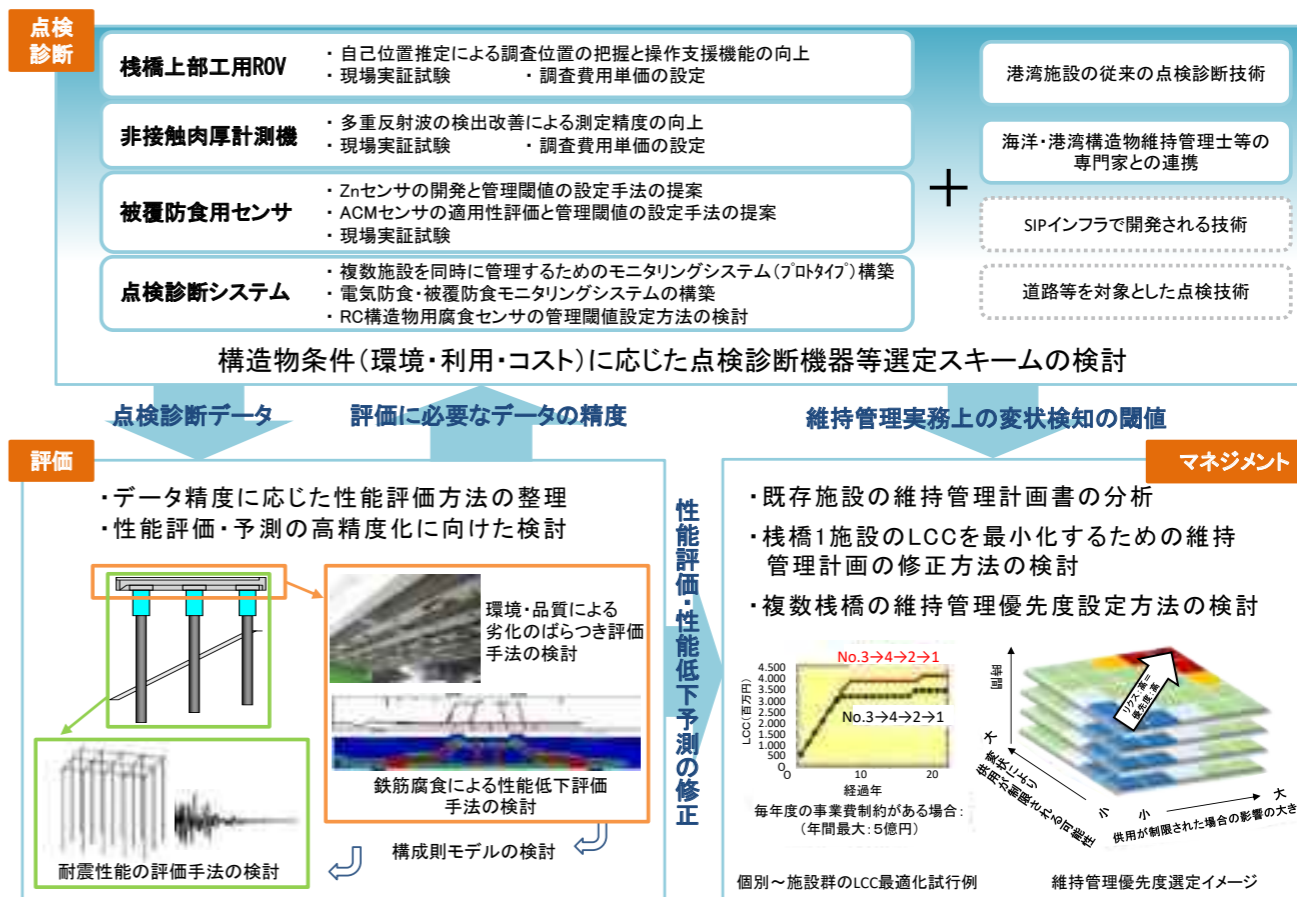 点検
診断
桟橋上部工用ROV
・自己位置推定による調査位置の把握と操作支援機能の向上
・現場実証試験 ・調査費用単価の設定
非接触肉厚計測機
・多重反射波の検出改善による測定精度の向上
・現場実証試験 ・調査費用単価の設定
被覆防食用センサ
・Znセンサの開発と管理閾値の設定手法の提案
・ACMセンサの適用性評価と管理閾値の設定手法の提案
・現場実証試験
点検診断システム
・複数施設を同時に管理するためのモニタリングシステム(プロトタイプ)構築
・電気防食・被覆防食モニタリングシステムの構築
・RC構造物用腐食センサの管理閾値設定方法の検討
+
港湾施設の従来の点検診断技術
海洋・港湾構造物維持管理士等の
専門家との連携
SIPインフラで開発される技術
道路等を対象とした点検技術
構造物条件(環境・利用・コスト)に応じた点検診断機器等選定スキームの検討
点検診断データ
評価に必要なデータの精度
維持管理実務上の変状検知の閾値
評価
・データ精度に応じた性能評価方法の整理
・性能評価・予測の高精度化に向けた検討
環境・品質による
劣化のばらつき評価
手法の検討
鉄筋腐食による性能低下評価
手法の検討
構成則モデルの検討
耐震性能の評価手法の検討
性能評価・性能低下予測の修正
マネジメント
・既存施設の維持管理計画書の分析
・桟橋1施設のLCCを最小化するための維持
管理計画の修正方法の検討
・複数桟橋の維持管理優先度設定方法の検討
No.3→4→2→1
No.3→4→2→1
LCC(百万円)
4.500
4.000
3.500
3.000
2.500
2.000
1.500
1.000
500
0
0 10 20
経過年
毎年度の事業費制約がある場合:
(年間最大:5億円)
個別~施設群のLCC最適化試行例
時間
リクス:高=
優先度:高
大
変状により
供用が制限される可能性
小
小
大
供用が制限された場合の影響の大き
維持管理優先度選定イメージ